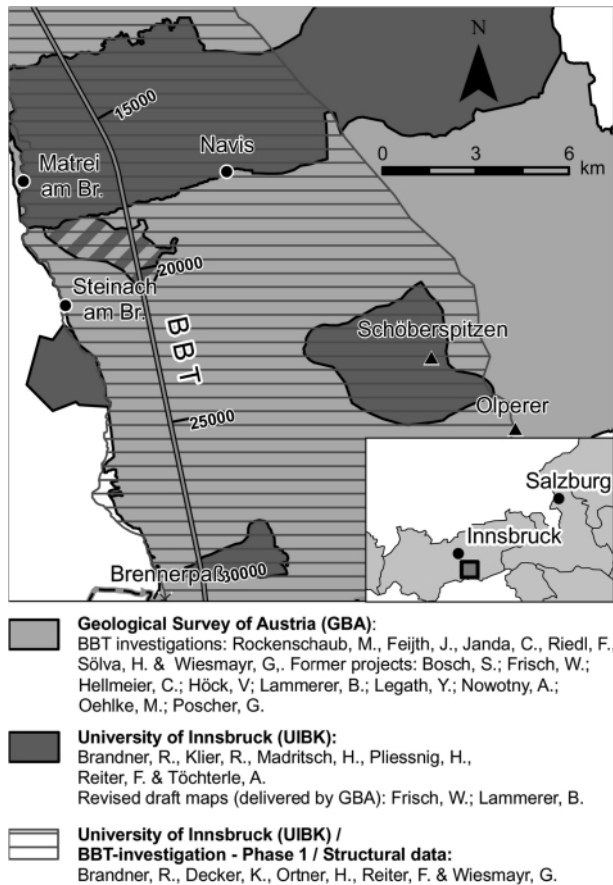 N
15000
Navis
0 3 6
km
Matrei
am Br.
20000
Steinach
am Br.
BBT
Schöberspitzen
25000
Olperer
Salzburg
Innsbruck
Brennerpaß
30000
Geological Survey of Austria (GBA):
BBT investigations: Rockenschaub, M., Feijth, J., Janda, C., Riedl, F.,
Sölva, H. & Wiesmayr, G,. Former projects: Bosch, S.; Frisch, W.;
Hellmeier, C.; Höck, V; Lammerer, B.; Legath, Y.; Nowotny, A.;
Oehlke, M.; Poscher, G.
University of Innsbruck (UIBK):
Brandner, R., Klier, R., Madritsch, H., Pliessnig, H.,
Reiter, F. & Töchterle, A.
Revised draft maps (delivered by GBA): Frisch, W.; Lammerer, B.
University of Innsbruck (UIBK) /
BBT-investigation - Phase 1 / Structural data:
Brandner, R., Decker, K., Ortner, H., Reiter, F. & Wiesmayr, G.